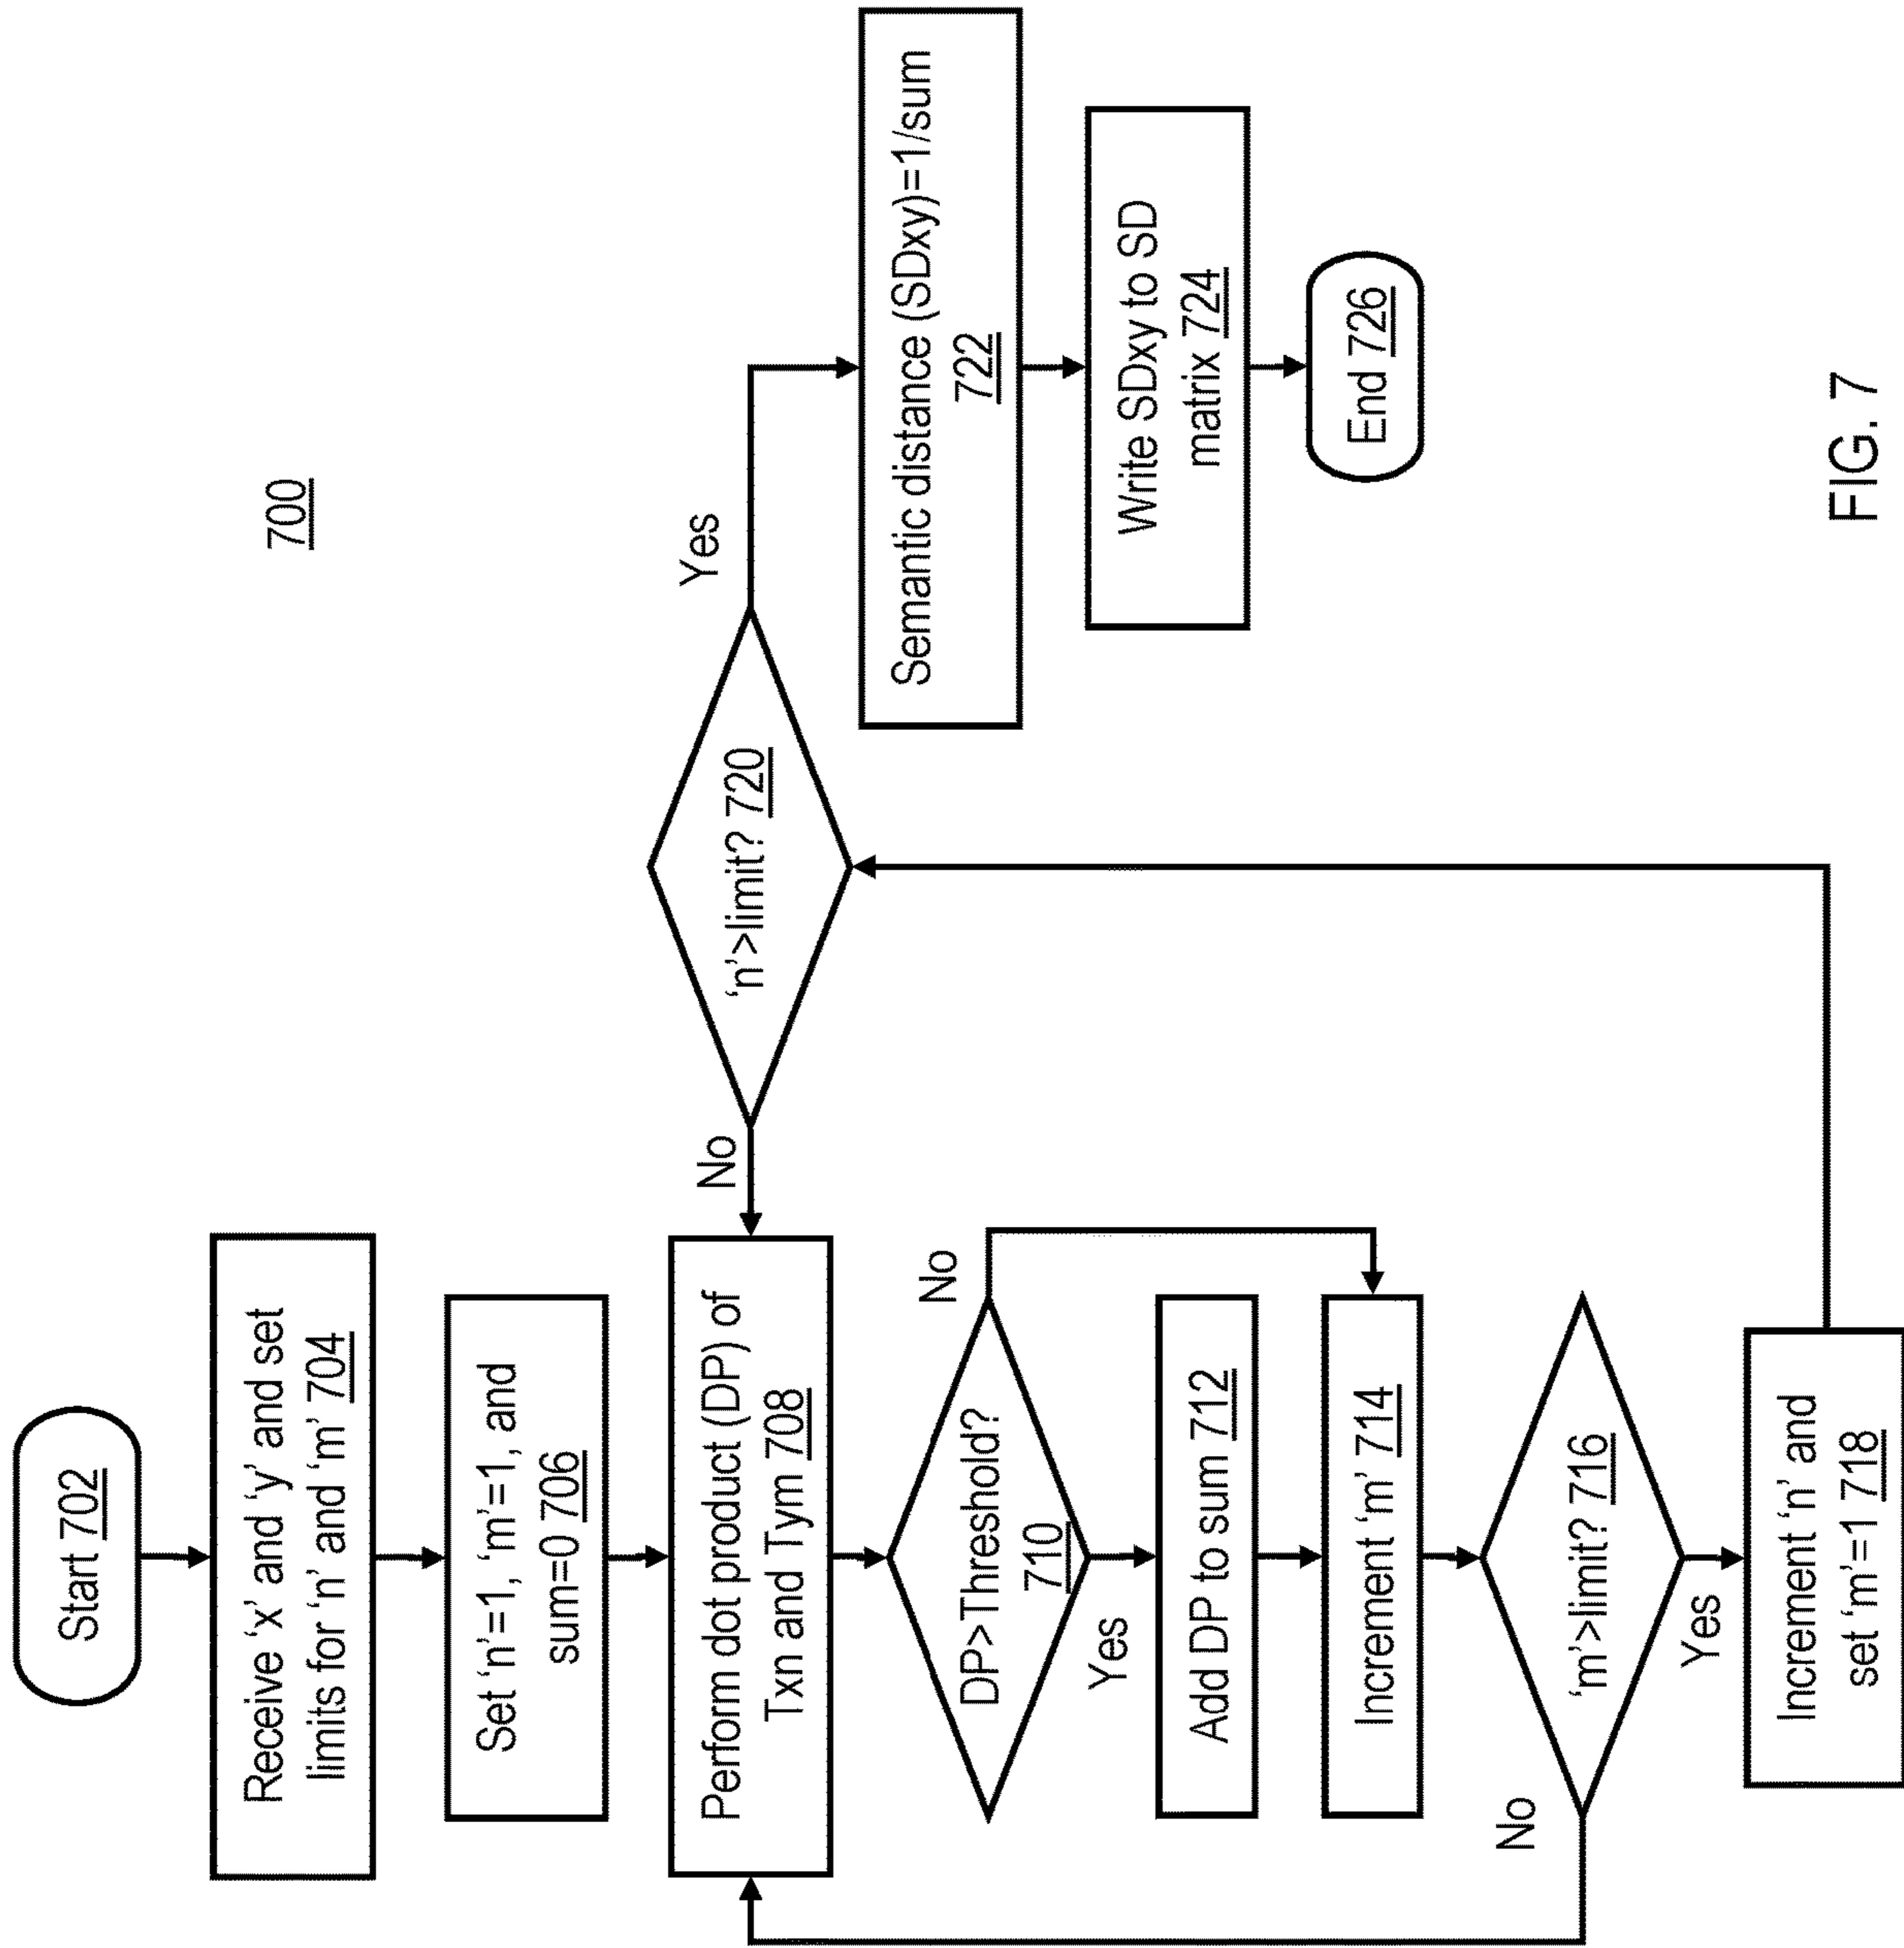 700
Start 702
Receive ‘x’ and ‘y’ and set
limits for ‘n’ and ‘m’ 704
Set ‘n’=1, ‘m’=1, and
sum=0 706
Perform dot product (DP) of
Txn and Tym 708
DP>Threshold?
710
No
Yes
Add DP to sum 712
Increment ‘m’ 714
‘m’>limit? 716
No
Yes
Increment ‘n’ and
set ‘m’=1 718
‘n’>limit? 720
No
Yes
Semantic distance (SDxy)=1/sum
722
Write SDxy to SD
matrix 724
End 726
FIG. 7